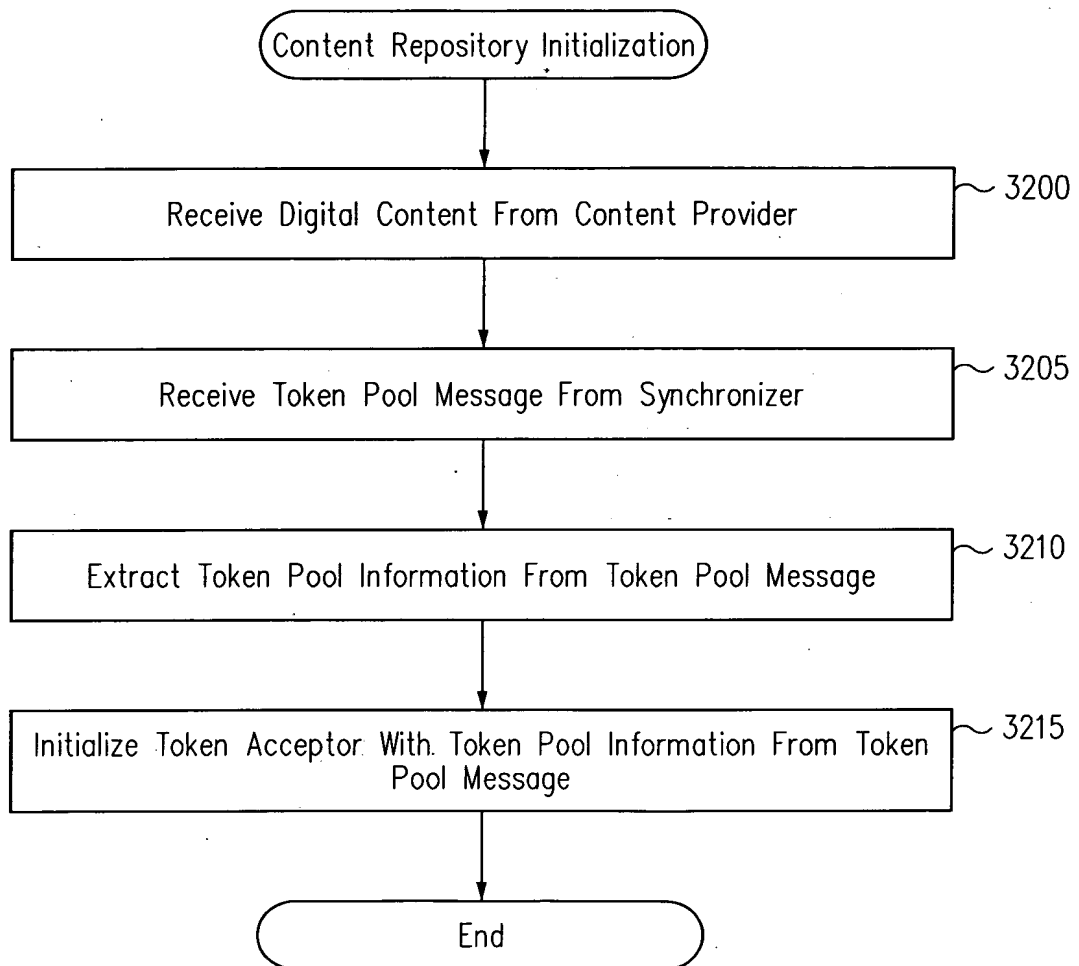 Content Repository Initialization
Receive Digital Content From Content Provider
3200
Receive Token Pool Message From Synchronizer
3205
Extract Token Pool Information From Token Pool Message
3210
Initialize Token Acceptor With Token Pool Information From Token
Pool Message
3215
End